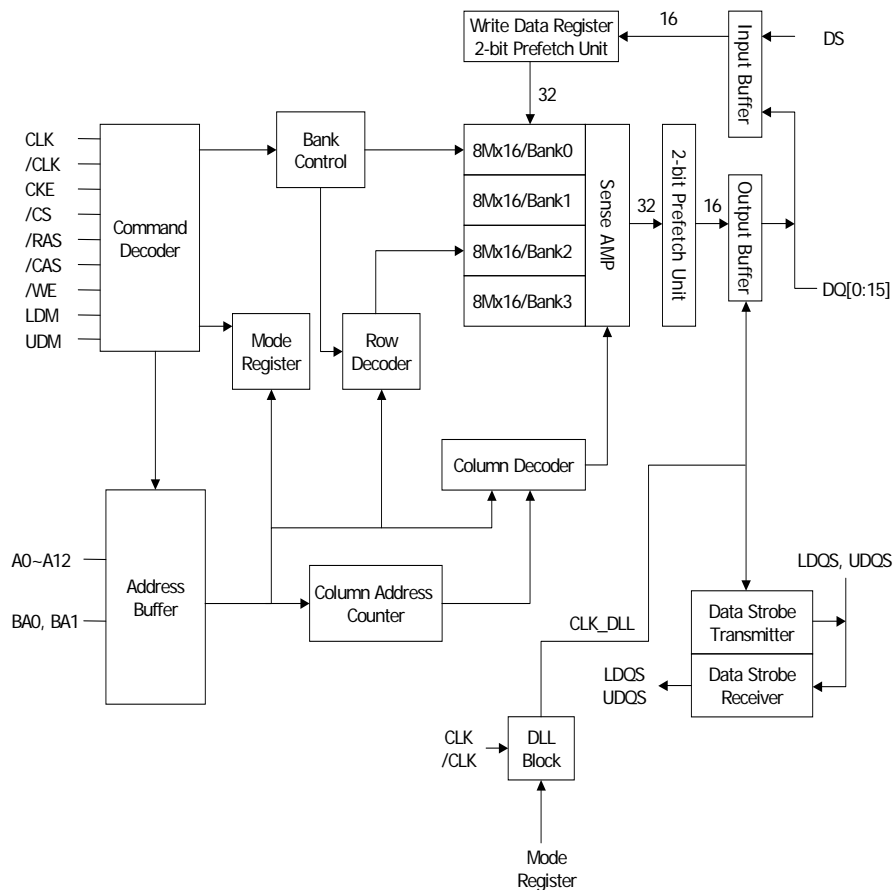 16
Write Data Register
2-bit Prefetch Unit
Input Buffer
DS
32
CLK
/CLK
CKE
/CS
/RAS
/CAS
/WE
LDM
UDM
Command
Decoder
Bank
Control
8Mx16/Bank0
8Mx16/Bank1
8Mx16/Bank2
8Mx16/Bank3
Sense AMP
32
2-bit Prefetch Unit
16
Output Buffer
DQ[0:15]
Mode
Register
Row
Decoder
Column Decoder
A0~A12
BA0, BA1
Address
Buffer
Column Address
Counter
LDQS, UDQS
CLK_DLL
Data Strobe
Transmitter
Data Strobe
Receiver
LDQS
UDQS
CLK
/CLK
DLL
Block
Mode
Register